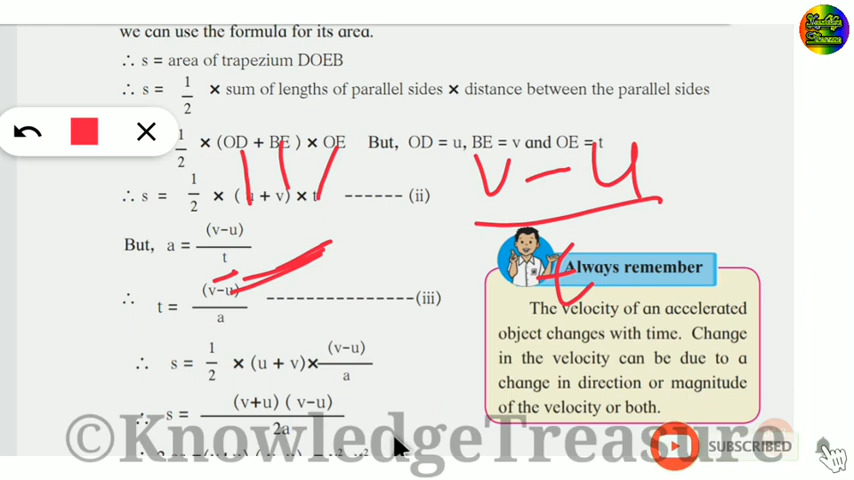 we can use the formula for its area.
∴ s = area of trapezium DOEB
∴ s = 1/2 × sum of lengths of parallel sides × distance between the parallel sides
1/2 × (OD + BE ) × OE But, OD = u, BE = v and OE = t
∴ s = 1/2 × ( u + v) × t ------ (ii)
v - u
t
But, a = (v–u)/t
∴ t = (v–u)/a ---------------(iii)
∴ s = 1/2 × (u + v)× (v–u)/a
∴ s = (v+u) ( v–u)/2a
Always remember
The velocity of an accelerated
object changes with time. Change
in the velocity can be due to a
change in direction or magnitude
of the velocity or both.
©KnowledgeTreasure
SUBSCRIBED